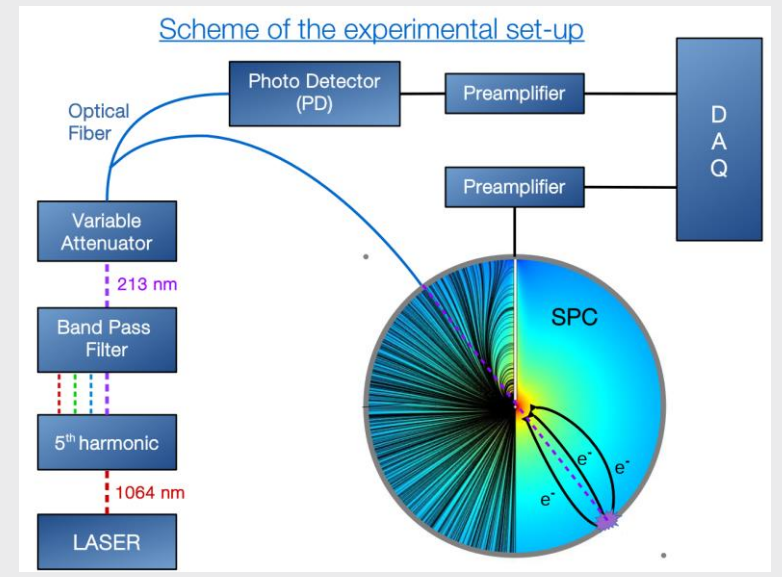 Scheme of the experimental set-up
Photo Detector
(PD)
Preamplifier
D
A
Q
Optical
Fiber
Preamplifier
Variable
Attenuator
213 nm
SPC
Band Pass
Filter
5th harmonic
e-
e-
e-
1064 nm
LASER